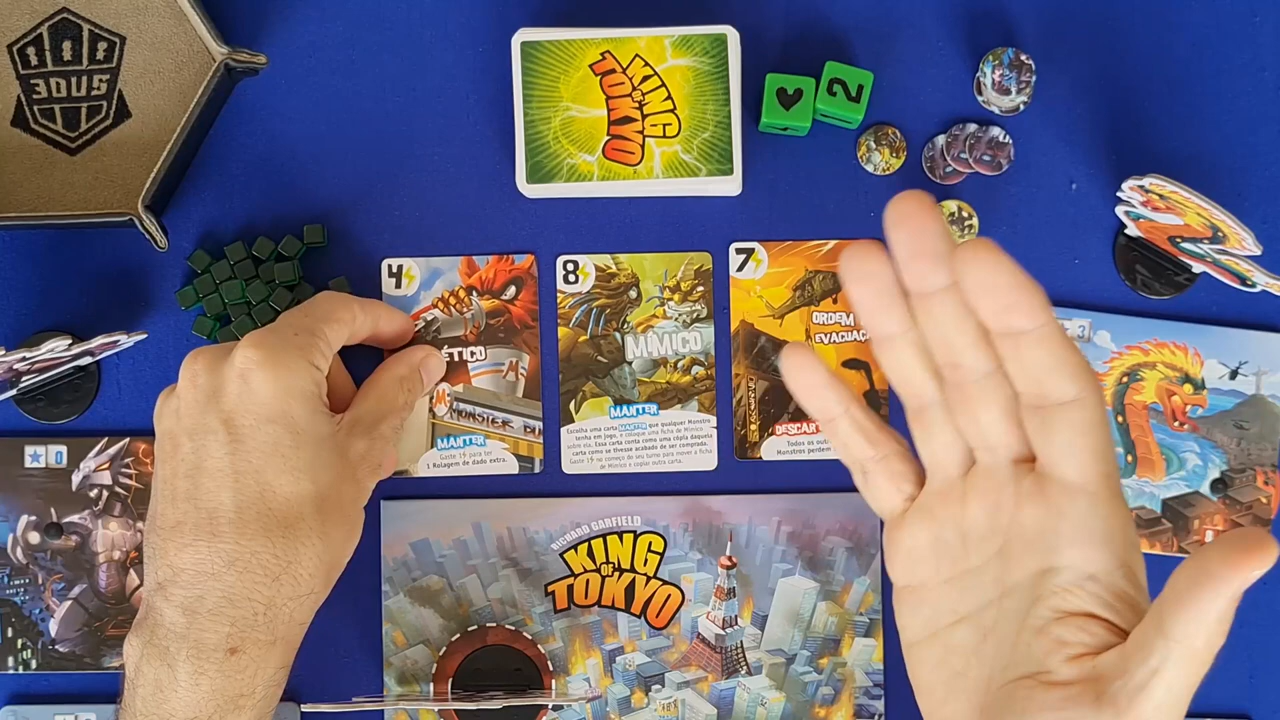 3DUS
KING
OF
TOKYO
2
4
ÉTICO
M
MONSTER
MANTER
Gaste 1 para ter
1 Rolagem de dado extra.
8
MÍMICO
MANTER
Escolha uma carta MANTER que qualquer Monstro
tenha em jogo, e coloque uma ficha de Mímico
sobre ela. Essa carta conta como uma cópia daquela
carta como se tivesse acabado de ser comprada.
Gaste 1 no começo do seu turno para mover a ficha
de Mímico e copiar outra carta.
7
ORDEM
EVACUAÇ
DESCART
Todos os out
Monstros perdem
3
0
RICHARD GARFIELD
KING
OF
TOKYO